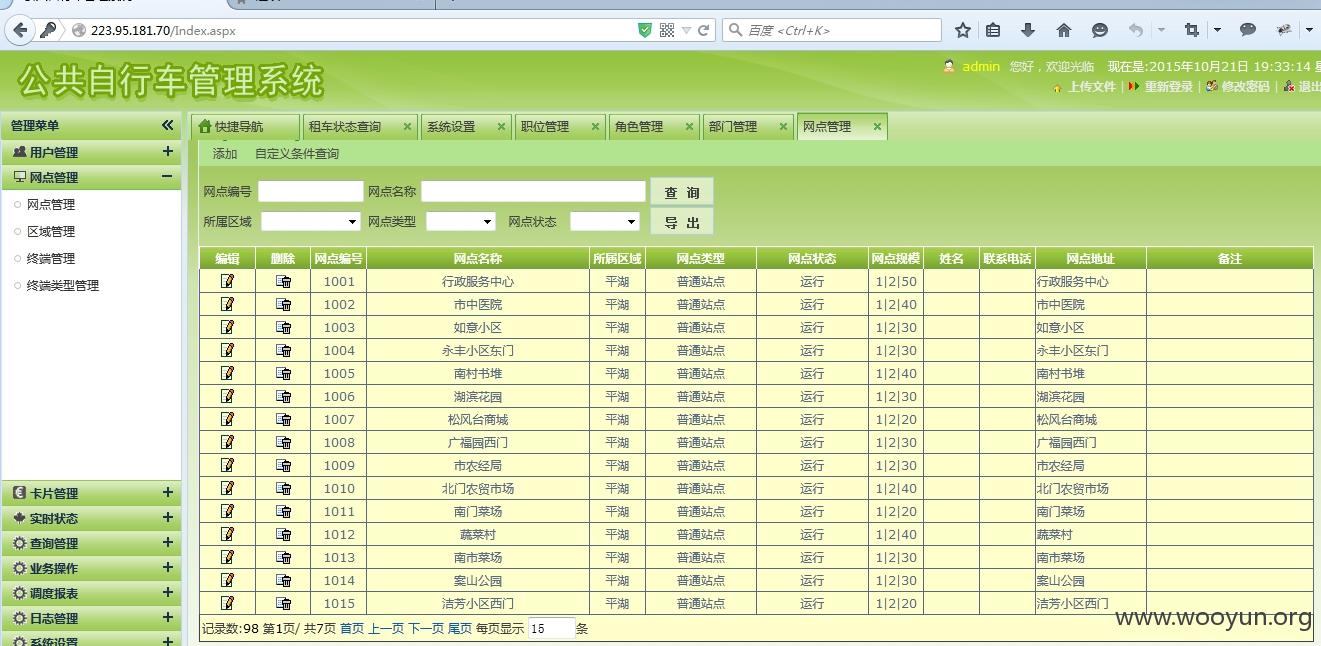 223.95.181.70/Index.aspx
百度 <Ctrl+K>
公共自行车管理系统
admin 您好，欢迎光临 现在是:2015年10月21日 19:33:14
上传文件 | 重新登录 | 修改密码 | 退出
管理菜单
用户管理
网点管理
网点管理
区域管理
终端管理
终端类型管理
卡片管理
实时状态
查询管理
业务操作
调度报表
日志管理
系统设置
快捷导航 租车状态查询 系统设置 职位管理 角色管理 部门管理 网点管理
添加 自定义条件查询
网点编号 网点名称 查 询
所属区域 网点类型 网点状态 导 出
编辑 删除 网点编号 网点名称 所属区域 网点类型 网点状态 网点规模 姓名 联系电话 网点地址 备注
1001 行政服务中心 平湖 普通站点 运行 1|2|50 行政服务中心
1002 市中医院 平湖 普通站点 运行 1|2|40 市中医院
1003 如意小区 平湖 普通站点 运行 1|2|30 如意小区
1004 永丰小区东门 平湖 普通站点 运行 1|2|30 永丰小区东门
1005 南村书堆 平湖 普通站点 运行 1|2|40 南村书堆
1006 湖滨花园 平湖 普通站点 运行 1|2|30 湖滨花园
1007 松风台商城 平湖 普通站点 运行 1|2|20 松风台商城
1008 广福园西门 平湖 普通站点 运行 1|2|30 广福园西门
1009 市农经局 平湖 普通站点 运行 1|2|30 市农经局
1010 北门农贸市场 平湖 普通站点 运行 1|2|40 北门农贸市场
1011 南门菜场 平湖 普通站点 运行 1|2|20 南门菜场
1012 蔬菜村 平湖 普通站点 运行 1|2|40 蔬菜村
1013 南市菜场 平湖 普通站点 运行 1|2|30 南市菜场
1014 案山公园 平湖 普通站点 运行 1|2|30 案山公园
1015 洁芳小区西门 平湖 普通站点 运行 1|2|20 洁芳小区西门
记录数:98 第1页/ 共7页 首页 上一页 下一页 尾页 每页显示 15 条
www.wooyun.org